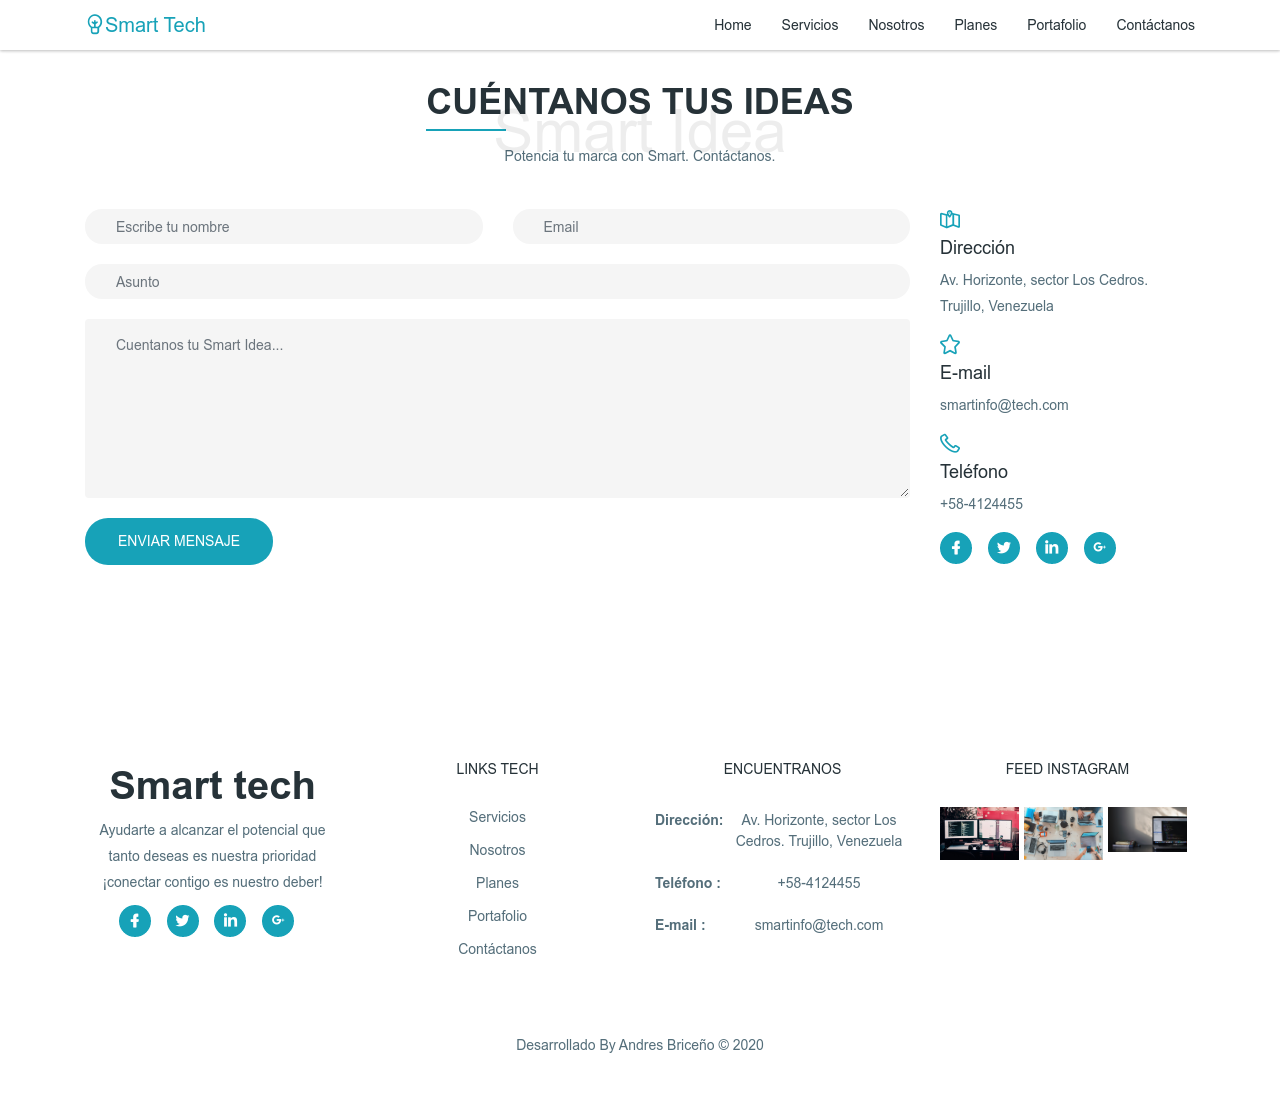 Smart Tech
Home
Servicios
Nosotros
Planes
Portafolio
Contáctanos
CUÉNTANOS TUS IDEAS
Smart Idea
Potencia tu marca con Smart. Contáctanos.
Escribe tu nombre
Email
Asunto
Cuentanos tu Smart Idea...
ENVIAR MENSAJE
Dirección
Av. Horizonte, sector Los Cedros.
Trujillo, Venezuela
E-mail
smartinfo@tech.com
Teléfono
+58-4124455
Smart tech
Ayudarte a alcanzar el potencial que
tanto deseas es nuestra prioridad
¡conectar contigo es nuestro deber!
LINKS TECH
Servicios
Nosotros
Planes
Portafolio
Contáctanos
ENCUENTRANOS
Dirección: Av. Horizonte, sector Los
Cedros. Trujillo, Venezuela
Teléfono : +58-4124455
E-mail : smartinfo@tech.com
FEED INSTAGRAM
Desarrollado By Andres Briceño © 2020